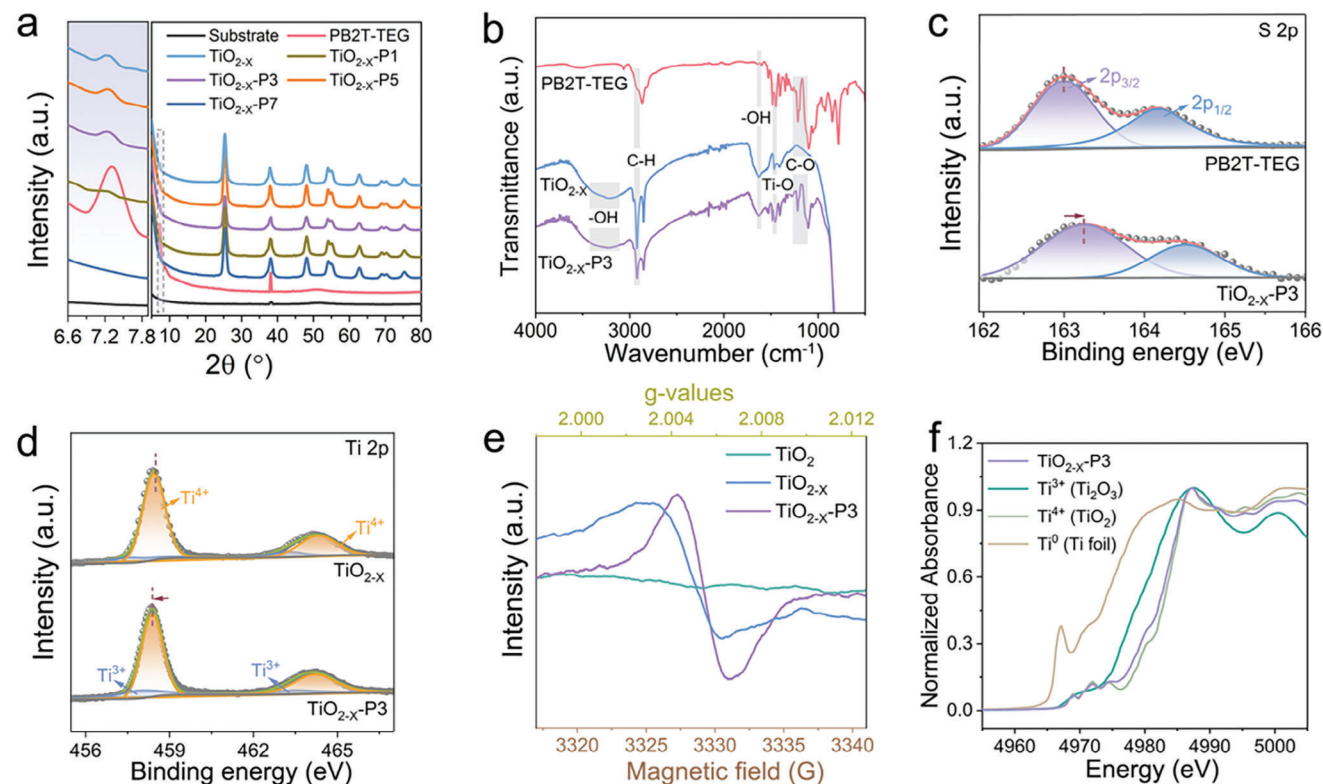 a
Substrate
PB2T-TEG
TiO2-X
TiO2-X-P1
TiO2-X-P3
TiO2-X-P5
TiO2-X-P7
Intensity (a.u.)
6.6 7.2 7.8
10 20 30 40 50 60 70 80
2θ (°)
b
PB2T-TEG
-OH
C-H
C-O
TiO2-X
Ti-O
-OH
TiO2-X-P3
Transmittance (a.u.)
4000 3000 2000 1000
Wavenumber (cm-1)
c
S 2p
2p3/2
2p1/2
PB2T-TEG
TiO2-X-P3
Intensity (a.u.)
162 163 164 165 166
Binding energy (eV)
d
Ti 2p
Ti4+
Ti4+
TiO2-X
Ti3+
Ti3+
TiO2-X-P3
Intensity (a.u.)
456 459 462 465
Binding energy (eV)
e
g-values
2.000 2.004 2.008 2.012
TiO2
TiO2-X
TiO2-X-P3
Intensity (a.u.)
3320 3325 3330 3335 3340
Magnetic field (G)
f
TiO2-X-P3
Ti3+ (Ti2O3)
Ti4+ (TiO2)
Ti0 (Ti foil)
Normalized Absorbance
1.2
0.9
0.6
0.3
0.0
4960 4970 4980 4990 5000
Energy (eV)